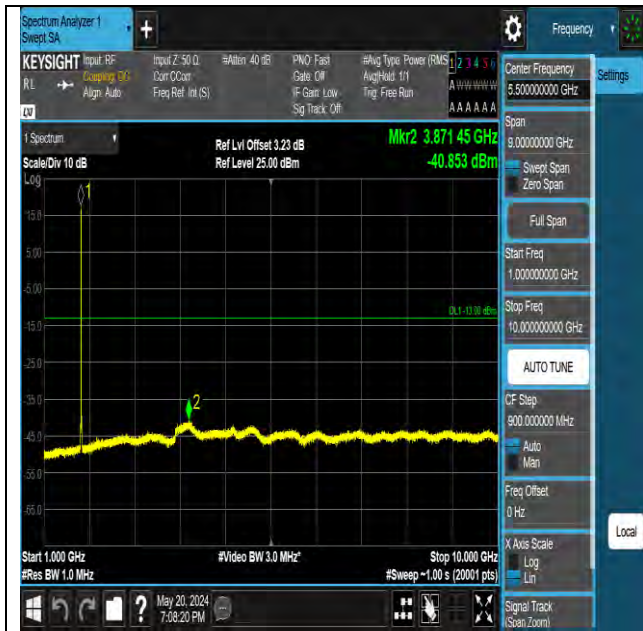 Spectrum Analyzer 1
Swept SA
+
Frequency
KEYSIGHT
RL
Input: RF
Coupling: DC
Align: Auto
Input Z: 50 Ω
Corr CCorr
Freq Ref: Int (S)
#Atten: 40 dB
PNO: Fast
Gate: Off
IF Gain: Low
Sig Track: Off
#Avg Type: Power (RMS)
Avg|Hold: 1/1
Trig: Free Run
1 2 3 4 5 6
A W W W W W
A A A A A A
Center Frequency
5.500000000 GHz
Settings
1 Spectrum
Scale/Div 10 dB
Ref Lvl Offset 3.23 dB
Ref Level 25.00 dBm
Mkr2 3.871 45 GHz
-40.853 dBm
Span
9.00000000 GHz
Swept Span
Zero Span
Full Span
Start Freq
1.000000000 GHz
Stop Freq
10.000000000 GHz
AUTO TUNE
CF Step
900.000000 MHz
Auto
Man
Freq Offset
0 Hz
X Axis Scale
Log
Lin
Local
Signal Track
(Span Zoom)
Log
1
15.0
5.00
-5.00
DL1 -13.00 dBm
-15.0
-25.0
-35.0
2
-45.0
-55.0
-65.0
Start 1.000 GHz
#Video BW 3.0 MHz*
Stop 10.000 GHz
#Res BW 1.0 MHz
#Sweep ~1.00 s (20001 pts)
?
May 20, 2024
7:08:20 PM